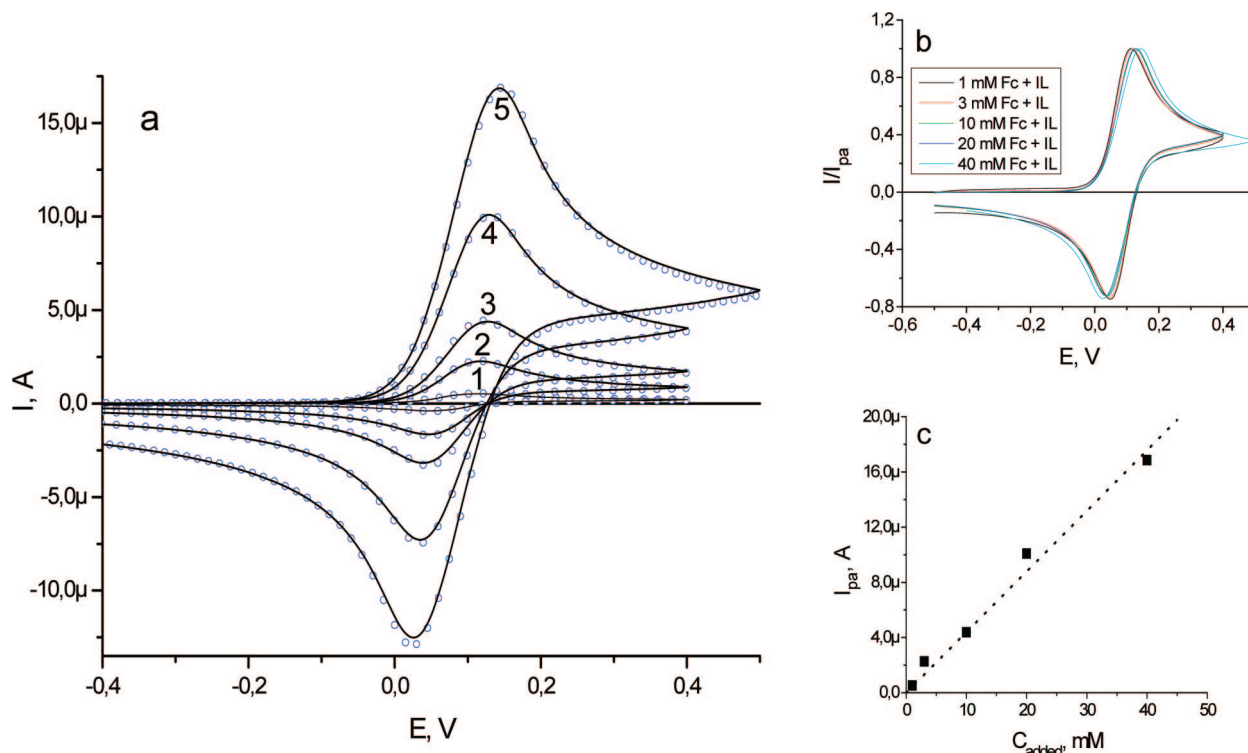 a
15,0µ
10,0µ
5,0µ
0,0
-5,0µ
-10,0µ
I, A
5
4
3
2
1
-0,4 -0,2 0,0 0,2 0,4
E, V
b
1,2
0,8
0,4
0,0
-0,4
-0,8
I/Ipa
1 mM Fc + IL
3 mM Fc + IL
10 mM Fc + IL
20 mM Fc + IL
40 mM Fc + IL
-0,6 -0,4 -0,2 0,0 0,2 0,4
E, V
c
20,0µ
16,0µ
12,0µ
8,0µ
4,0µ
0,0
Ipa, A
0 10 20 30 40 50
Cadded, mM